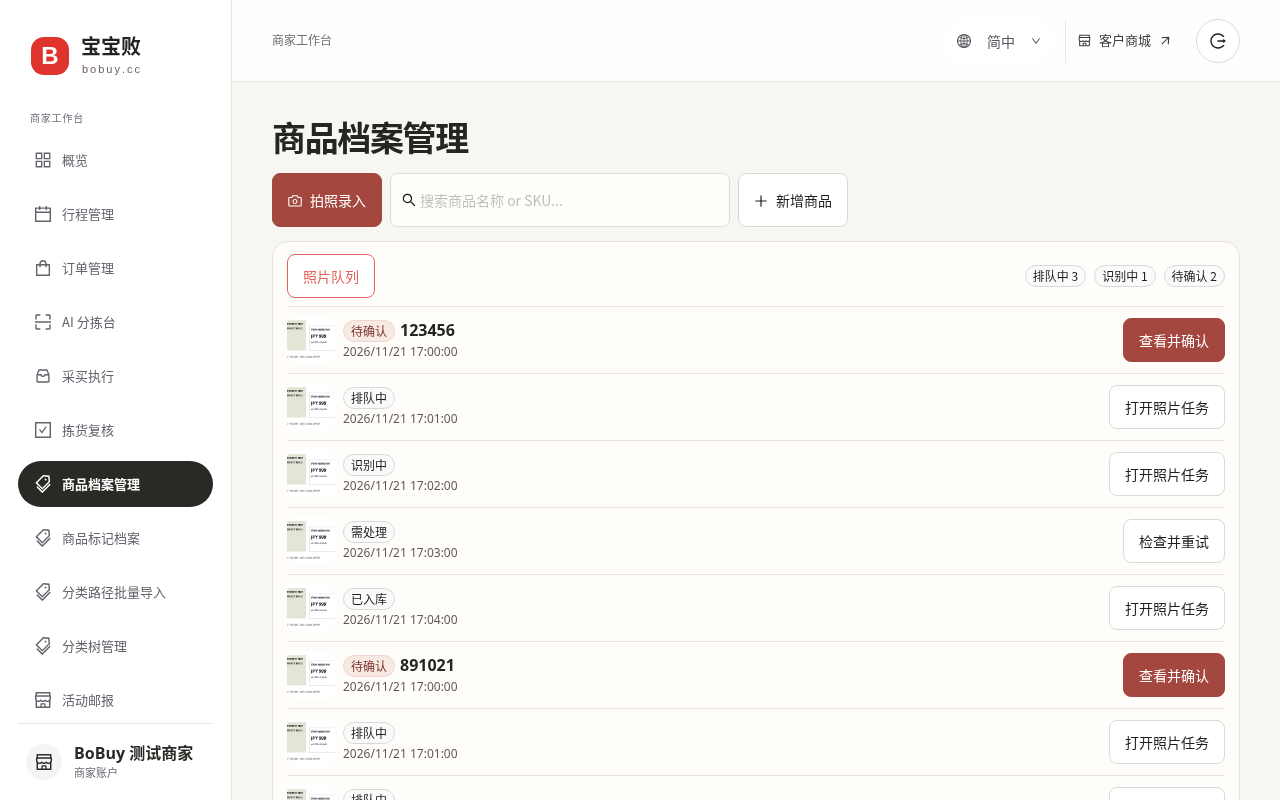 B
宝宝败
bobuy.cc
商家工作台
概览
行程管理
订单管理
AI 分拣台
采买执行
拣货复核
商品档案管理
商品标记档案
分类路径批量导入
分类树管理
活动邮报
BoBuy 测试商家
商家账户
商家工作台
简中
客户商城
商品档案管理
拍照录入
搜索商品名称 or SKU...
新增商品
照片队列
排队中 3
识别中 1
待确认 2
待确认 123456
2026/11/21 17:00:00
查看并确认
排队中
2026/11/21 17:01:00
打开照片任务
识别中
2026/11/21 17:02:00
打开照片任务
需处理
2026/11/21 17:03:00
检查并重试
已入库
2026/11/21 17:04:00
打开照片任务
待确认 891021
2026/11/21 17:00:00
查看并确认
排队中
2026/11/21 17:01:00
打开照片任务
排队中